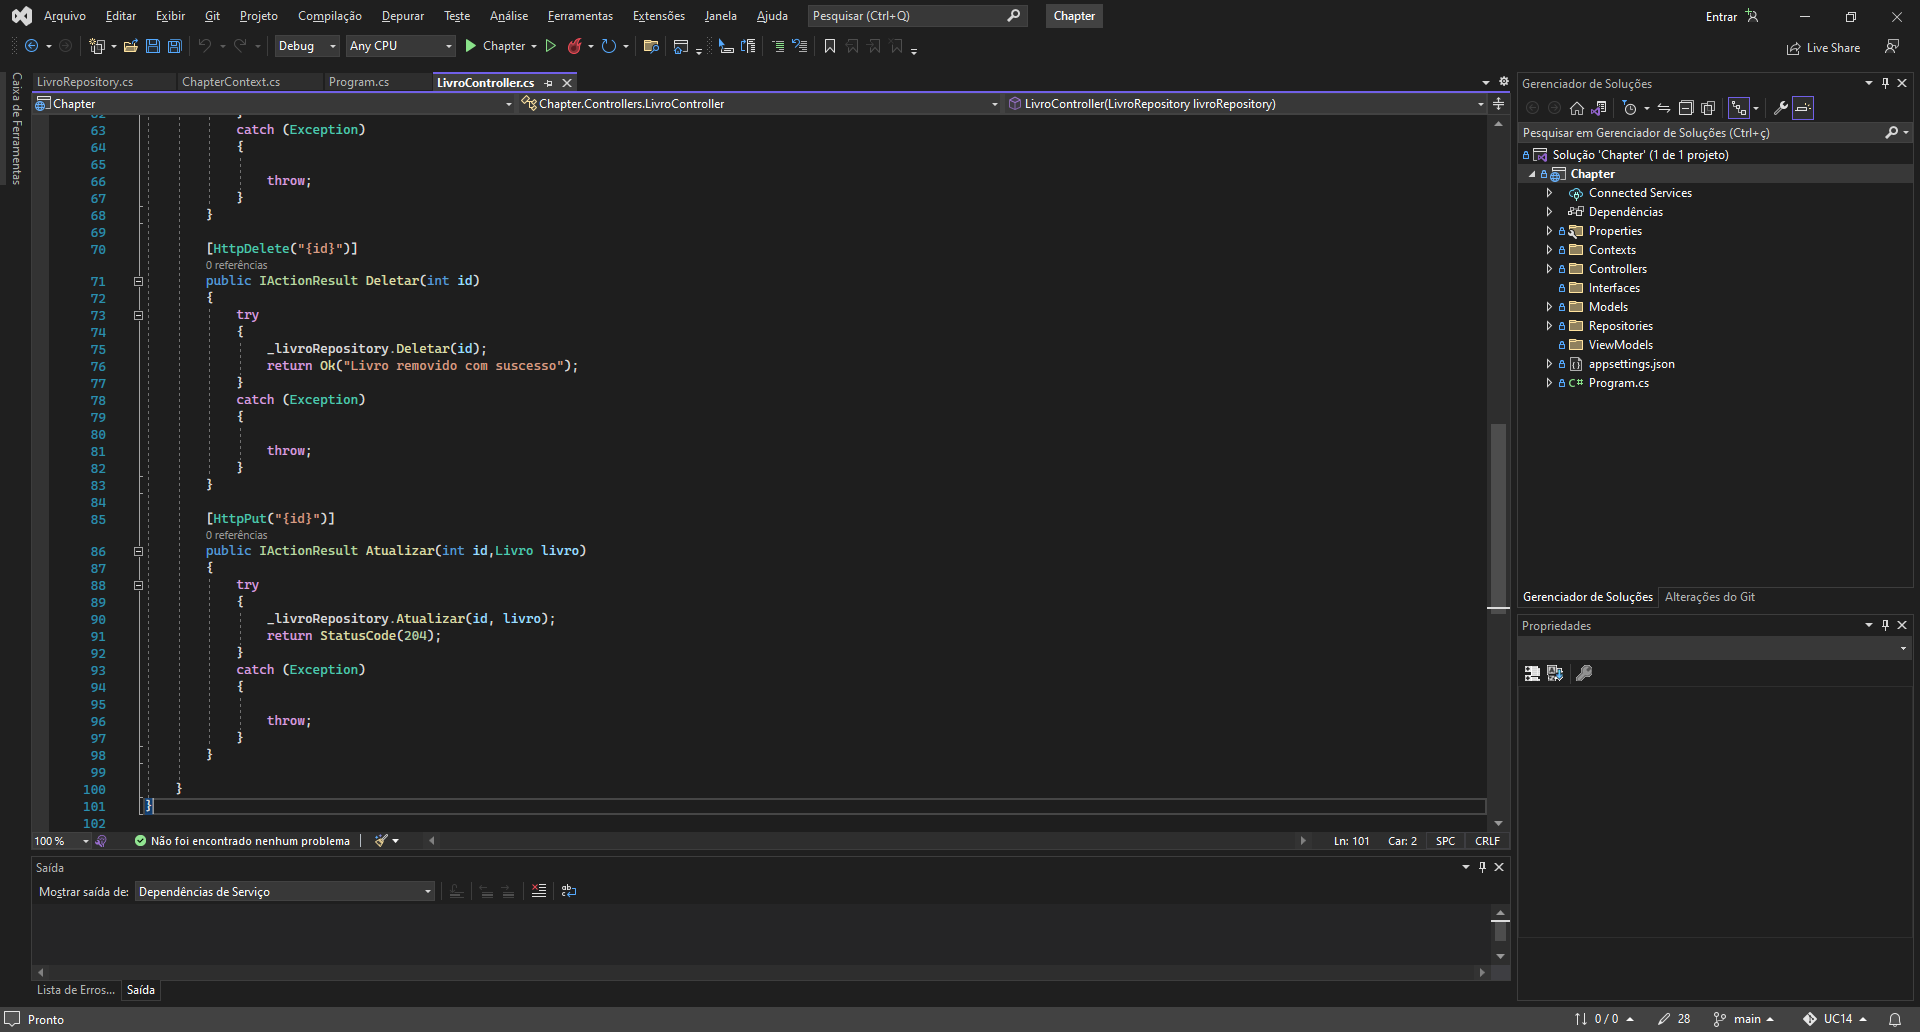 Arquivo Editar Exibir Git Projeto Compilação Depurar Teste Análise Ferramentas Extensões Janela Ajuda Pesquisar (Ctrl+Q) Chapter Entrar
Debug Any CPU Chapter Live Share
Caixa de Ferramentas
LivroRepository.cs ChapterContext.cs Program.cs LivroController.cs
Chapter Chapter.Controllers.LivroController LivroController(LivroRepository livroRepository)
62 }
63 catch (Exception)
64 {
65
66 throw;
67 }
68 }
69
70 [HttpDelete("{id}")]
0 referências
71 public IActionResult Deletar(int id)
72 {
73 try
74 {
75 _livroRepository.Deletar(id);
76 return Ok("Livro removido com suscesso");
77 }
78 catch (Exception)
79 {
80
81 throw;
82 }
83 }
84
85 [HttpPut("{id}")]
0 referências
86 public IActionResult Atualizar(int id,Livro livro)
87 {
88 try
89 {
90 _livroRepository.Atualizar(id, livro);
91 return StatusCode(204);
92 }
93 catch (Exception)
94 {
95
96 throw;
97 }
98 }
99
100 }
101 }
102
100 % Não foi encontrado nenhum problema Ln: 101 Car: 2 SPC CRLF
Saída
Mostrar saída de: Dependências de Serviço
Lista de Erros... Saída
Gerenciador de Soluções
Pesquisar em Gerenciador de Soluções (Ctrl+ç)
Solução 'Chapter' (1 de 1 projeto)
Chapter
Connected Services
Dependências
Properties
Contexts
Controllers
Interfaces
Models
Repositories
ViewModels
appsettings.json
C# Program.cs
Gerenciador de Soluções Alterações do Git
Propriedades
Pronto 0 / 0 28 main UC14